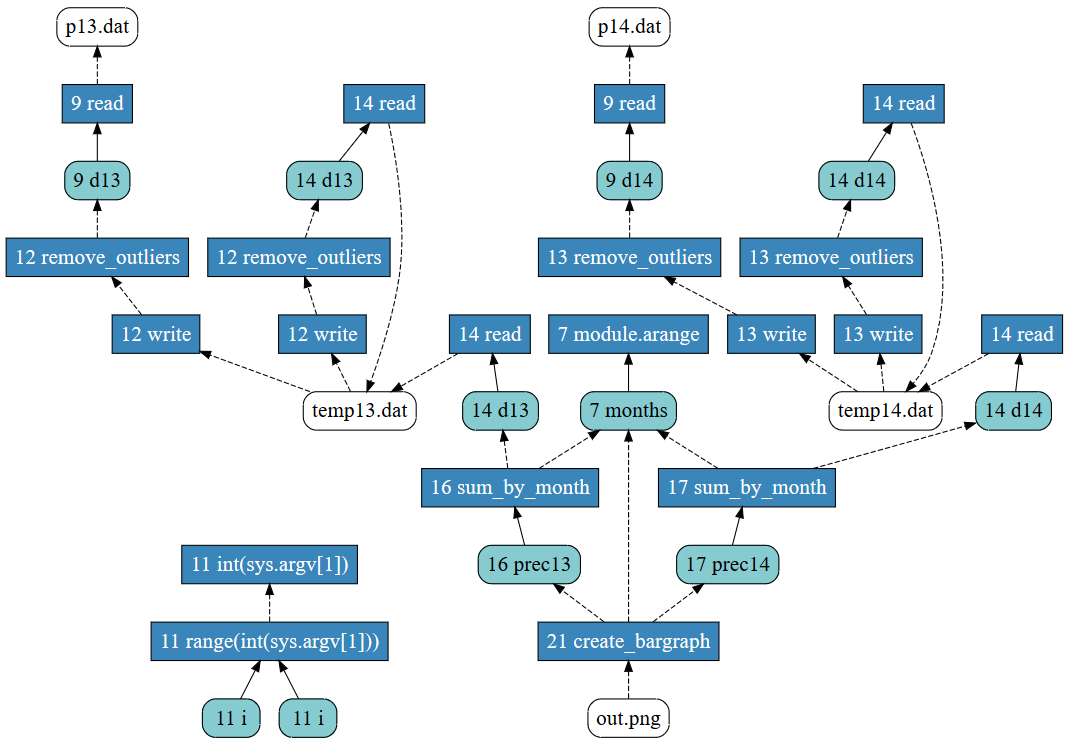 p13.dat
p14.dat
9 read
14 read
9 read
14 read
9 d13
14 d13
9 d14
14 d14
12 remove_outliers
12 remove_outliers
13 remove_outliers
13 remove_outliers
12 write
12 write
14 read
7 module.arange
13 write
13 write
14 read
temp13.dat
14 d13
7 months
temp14.dat
14 d14
16 sum_by_month
17 sum_by_month
11 int(sys.argv[1])
16 prec13
17 prec14
11 range(int(sys.argv[1]))
21 create_bargraph
11 i
11 i
out.png